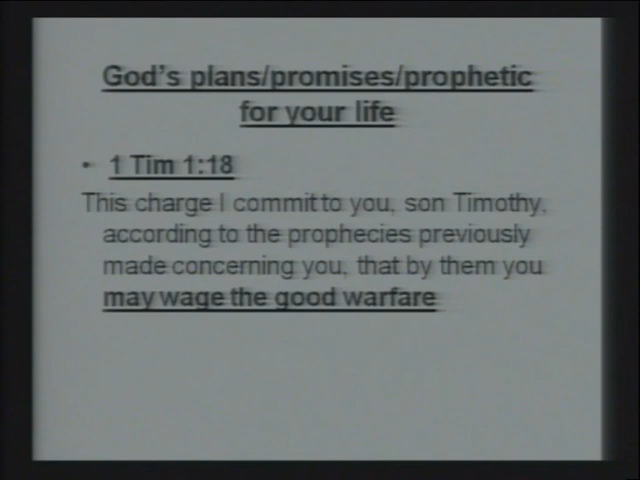 God's plans/promises/prophetic
for your life
• 1 Tim 1:18
This charge I commit to you, son Timothy,
according to the prophecies previously
made concerning you, that by them you
may wage the good warfare